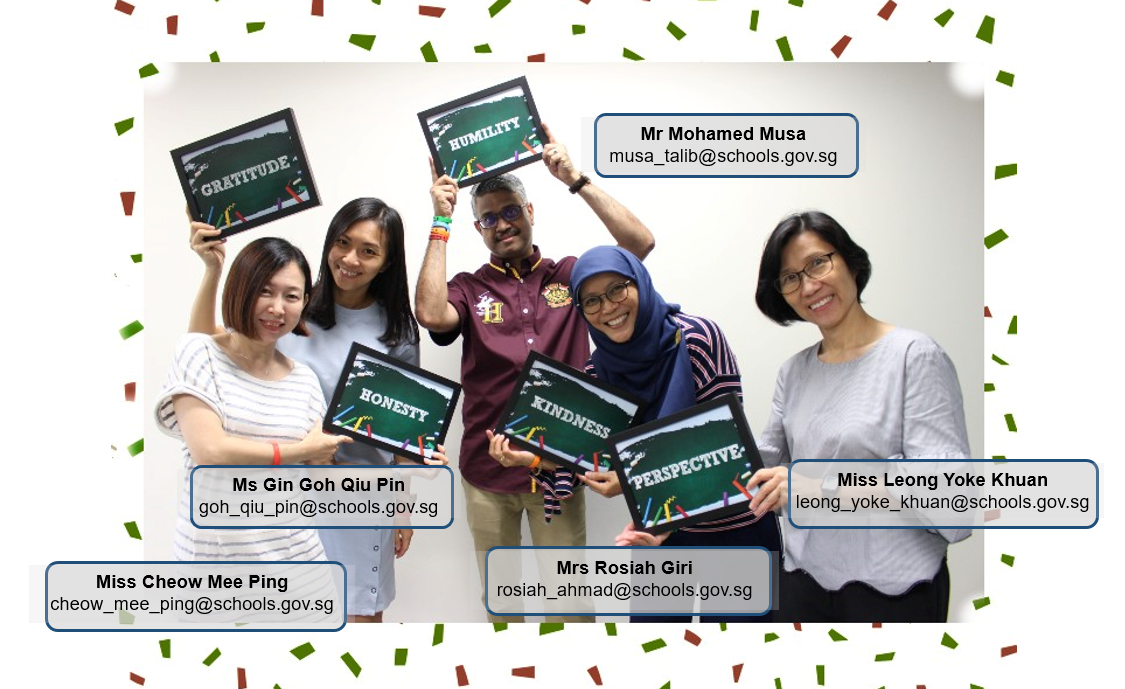 HUMILITY
GRATITUDE
Mr Mohamed Musa
musa_talib@schools.gov.sg
H
HONESTY
KINDNESS
PERSPECTIVE
Ms Gin Goh Qiu Pin
goh_qiu_pin@schools.gov.sg
Miss Leong Yoke Khuan
leong_yoke_khuan@schools.gov.sg
Mrs Rosiah Giri
rosiah_ahmad@schools.gov.sg
Miss Cheow Mee Ping
cheow_mee_ping@schools.gov.sg